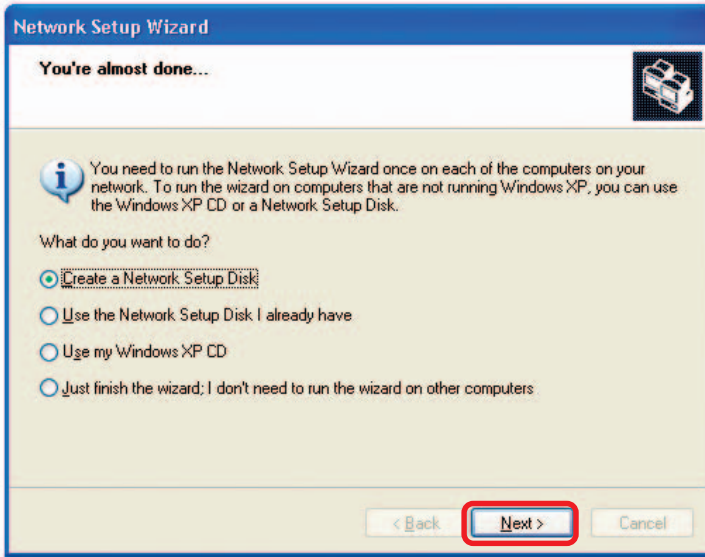 Network Setup Wizard
You're almost done...
You need to run the Network Setup Wizard once on each of the computers on your
network. To run the wizard on computers that are not running Windows XP, you can use
the Windows XP CD or a Network Setup Disk.
What do you want to do?
Create a Network Setup Disk
Use the Network Setup Disk I already have
Use my Windows XP CD
Just finish the wizard; I don't need to run the wizard on other computers
< Back Next > Cancel